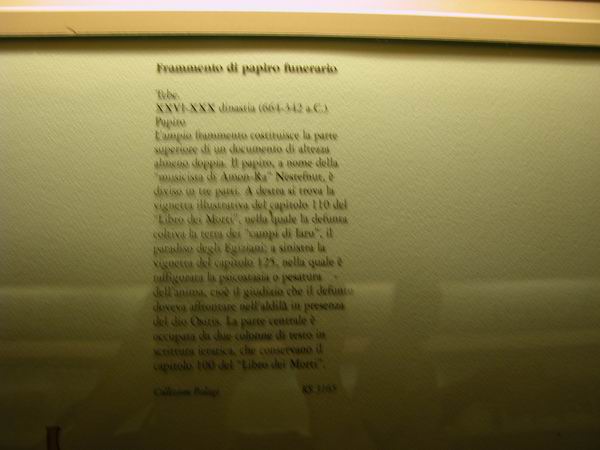 Frammento di papiro funerario
Tebe.
XXVI-XXX dinastia (664-342 a.C.)
Papiro
L'ampio frammento costituisce la parte
superiore di un documento di altezza
almeno doppia. Il papiro, a nome della
"musicista di Amon-Ra" Nestefnut, è
diviso in tre parti. A destra si trova la
vignetta illustrativa del capitolo 110 del
"Libro dei Morti", nella quale la defunta
coltiva la terra dei "campi di Iaru", il
paradiso degli Egiziani; a sinistra la
vignetta del capitolo 125, nella quale è
raffigurata la psicostasia o pesatura
dell'anima, cioè il giudizio che il defunto
doveva affrontare nell'aldilà in presenza
del dio Osiris. La parte centrale è
occupata da due colonne di testo in
scrittura ieratica, che conservano il
capitolo 100 del "Libro dei Morti".
Collezione Palagi KS 3165